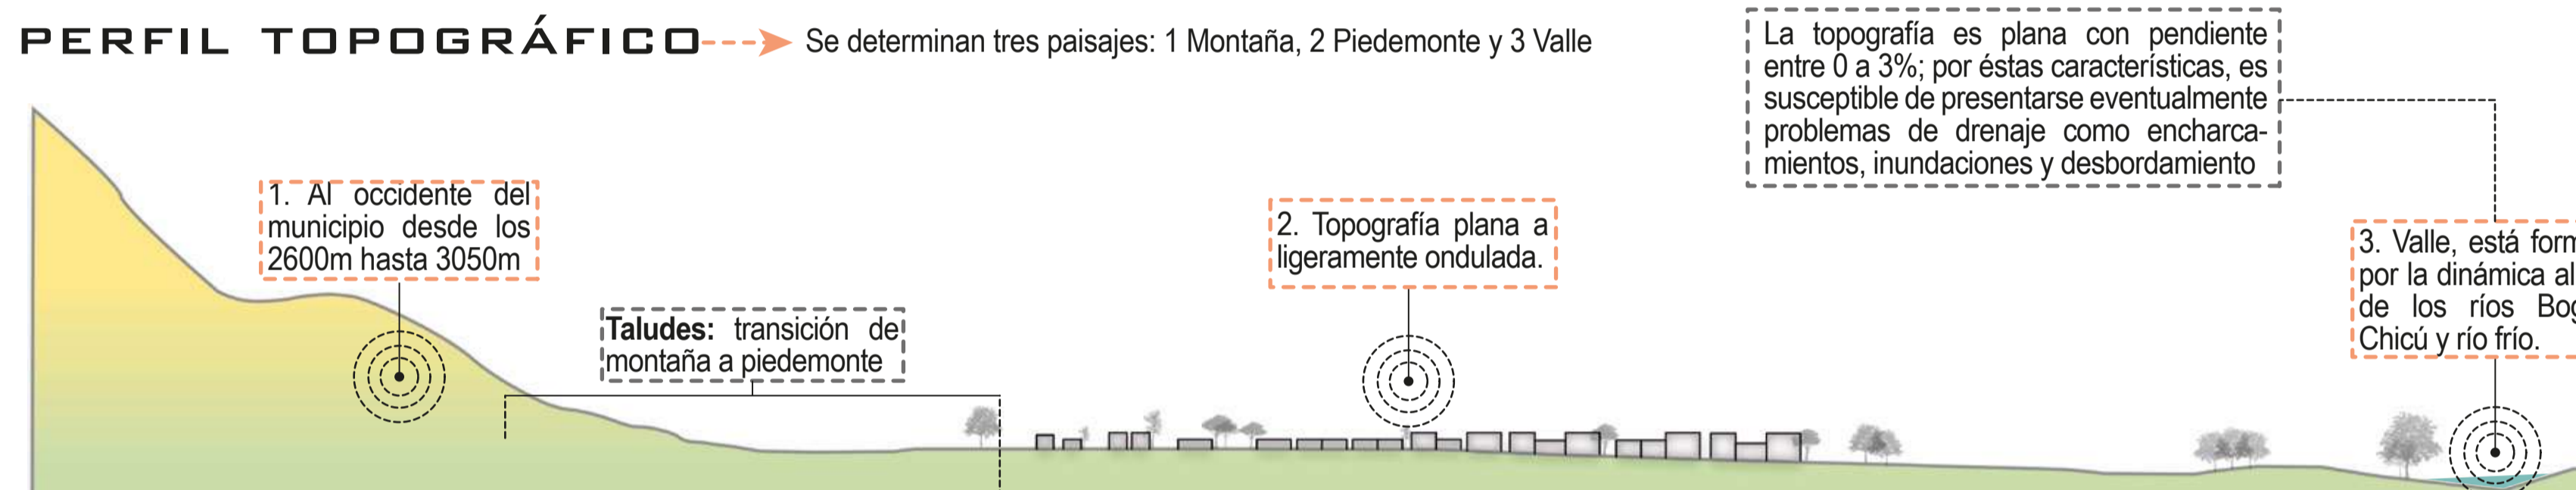 PERFIL TOPOGRÁFICO
Se determinan tres paisajes: 1 Montaña, 2 Piedemonte y 3 Valle
La topografía es plana con pendiente
entre 0 a 3%; por éstas características, es
susceptible de presentarse eventualmente
problemas de drenaje como encharca-
mientos, inundaciones y desbordamiento
1. Al occidente del
municipio desde los
2600m hasta 3050m
Taludes: transición de
montaña a piedemonte
2. Topografía plana a
ligeramente ondulada.
3. Valle, está
por la dinámica
de los ríos
Chicú y río frío.